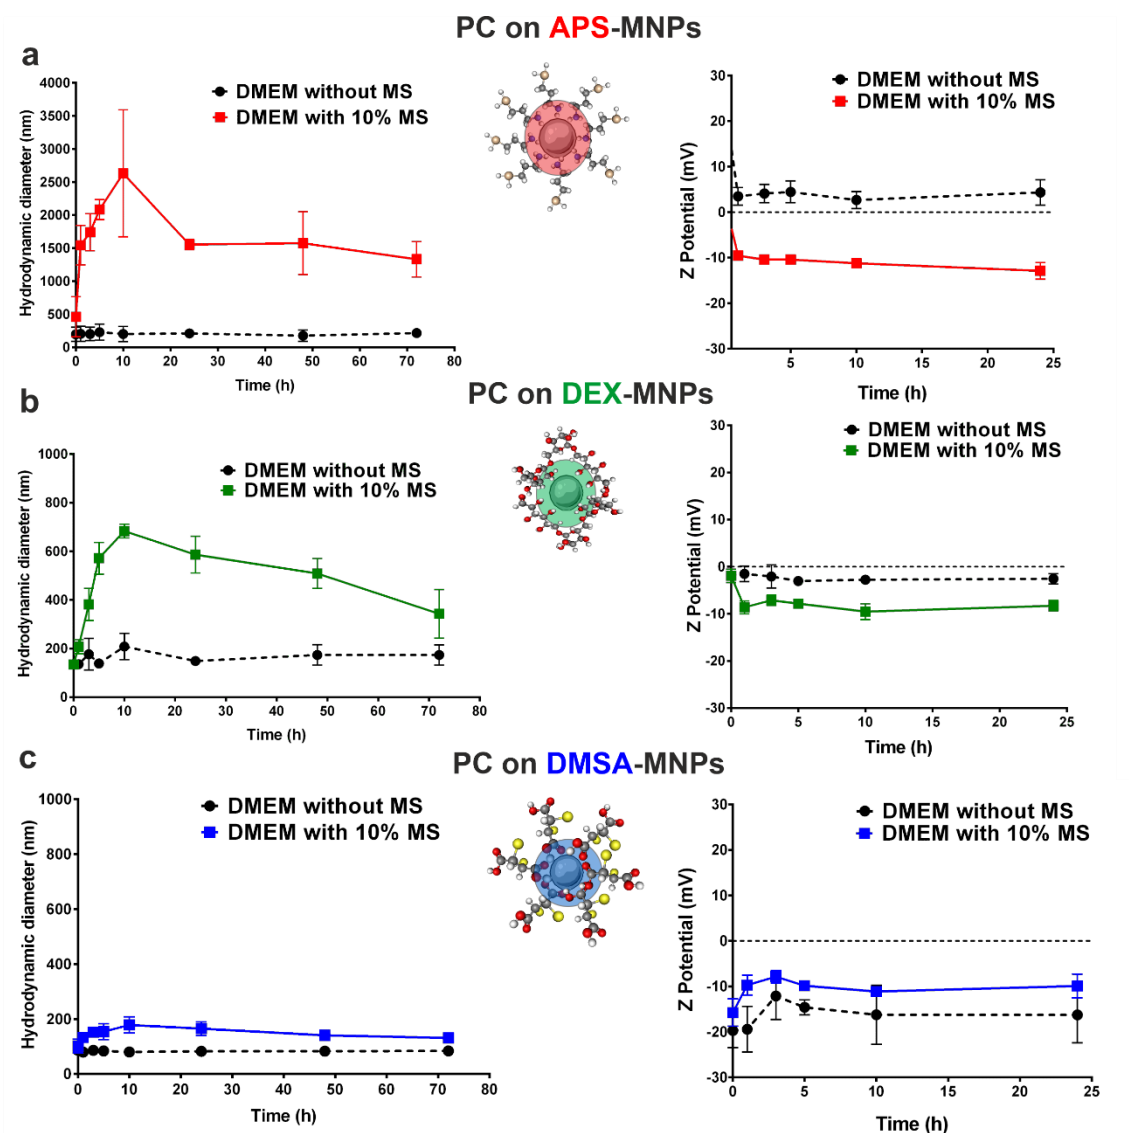 PC on APS-MNPs
a
DMEM without MS
DMEM with 10% MS
Hydrodynamic diameter (nm)
4000
3500
3000
2500
2000
1500
1000
500
0
0 10 20 30 40 50 60 70 80
Time (h)
DMEM without MS
DMEM with 10% MS
Z Potential (mV)
30
20
10
0
-10
-20
-30
5 10 15 20 25
Time (h)
PC on DEX-MNPs
b
DMEM without MS
DMEM with 10% MS
Hydrodynamic diameter (nm)
1000
800
600
400
200
0
0 10 20 30 40 50 60 70 80
Time (h)
DMEM without MS
DMEM with 10% MS
Z Potential (mV)
30
20
10
0
-10
-20
-30
0 5 10 15 20 25
Time (h)
PC on DMSA-MNPs
c
DMEM without MS
DMEM with 10% MS
Hydrodynamic diameter (nm)
1000
800
600
400
200
0
0 10 20 30 40 50 60 70 80
Time (h)
DMEM without MS
DMEM with 10% MS
Z Potential (mV)
30
20
10
0
-10
-20
-30
0 5 10 15 20 25
Time (h)